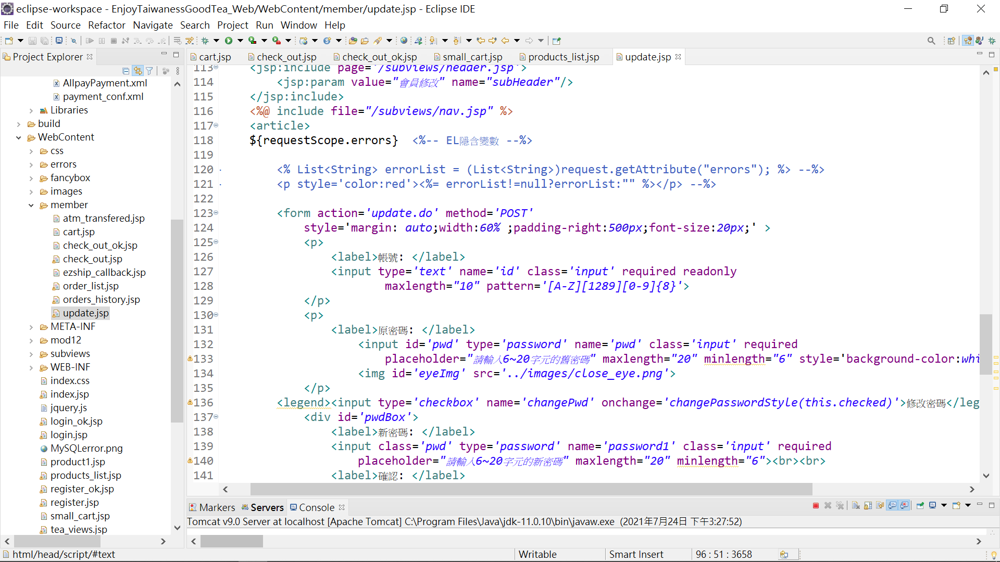 eclipse-workspace - EnjoyTaiwanessGoodTea_Web/WebContent/member/update.jsp - Eclipse IDE
File Edit Source Refactor Navigate Search Project Run Window Help
Project Explorer
AllpayPayment.xml
payment_conf.xml
Libraries
build
WebContent
css
errors
fancybox
images
member
atm_transfered.jsp
cart.jsp
check_out_ok.jsp
check_out.jsp
ezship_callback.jsp
order_list.jsp
orders_history.jsp
update.jsp
META-INF
mod12
subviews
WEB-INF
index.css
index.jsp
jquery.js
login_ok.jsp
login.jsp
MySQLerror.png
product1.jsp
products_list.jsp
register_ok.jsp
register.jsp
small_cart.jsp
tea_views.jsp
cart.jsp check_out.jsp check_out_ok.jsp small_cart.jsp products_list.jsp update.jsp
113 <jsp:include page='/subviews/header.jsp'>
114 <jsp:param value="會員修改" name="subHeader"/>
115 </jsp:include>
116 <%@ include file="/subviews/nav.jsp" %>
117 <article>
118 ${requestScope.errors} <%-- EL隱含變數 --%>
119
120 <% List<String> errorList = (List<String>)request.getAttribute("errors"); %> --%>
121 <p style='color:red'><%= errorList!=null?errorList:"" %></p> --%>
122
123 <form action='update.do' method='POST'
124 style='margin: auto;width:60% ;padding-right:500px;font-size:20px;' >
125 <p>
126 <label>帳號: </label>
127 <input type='text' name='id' class='input' required readonly
128 maxlength="10" pattern='[A-Z][1289][0-9]{8}'>
129 </p>
130 <p>
131 <label>原密碼: </label>
132 <input id='pwd' type='password' name='pwd' class='input' required
133 placeholder="請輸入6~20字元的舊密碼" maxlength="20" minlength="6" style='background-color:whi
134 <img id='eyeImg' src='../images/close_eye.png'>
135 </p>
136 <legend><input type='checkbox' name='changePwd' onchange='changePasswordStyle(this.checked)'>修改密碼</leg
137 <div id='pwdBox'>
138 <label>新密碼: </label>
139 <input class='pwd' type='password' name='password1' class='input' required
140 placeholder="請輸入6~20字元的新密碼" maxlength="20" minlength="6"><br><br>
141 <label>確認: </label>
Markers Servers Console
Tomcat v9.0 Server at localhost [Apache Tomcat] C:\Program Files\Java\jdk-11.0.10\bin\javaw.exe (2021年7月24日 下午3:27:52)
html/head/script/#text Writable Smart Insert 96 : 51 : 3658